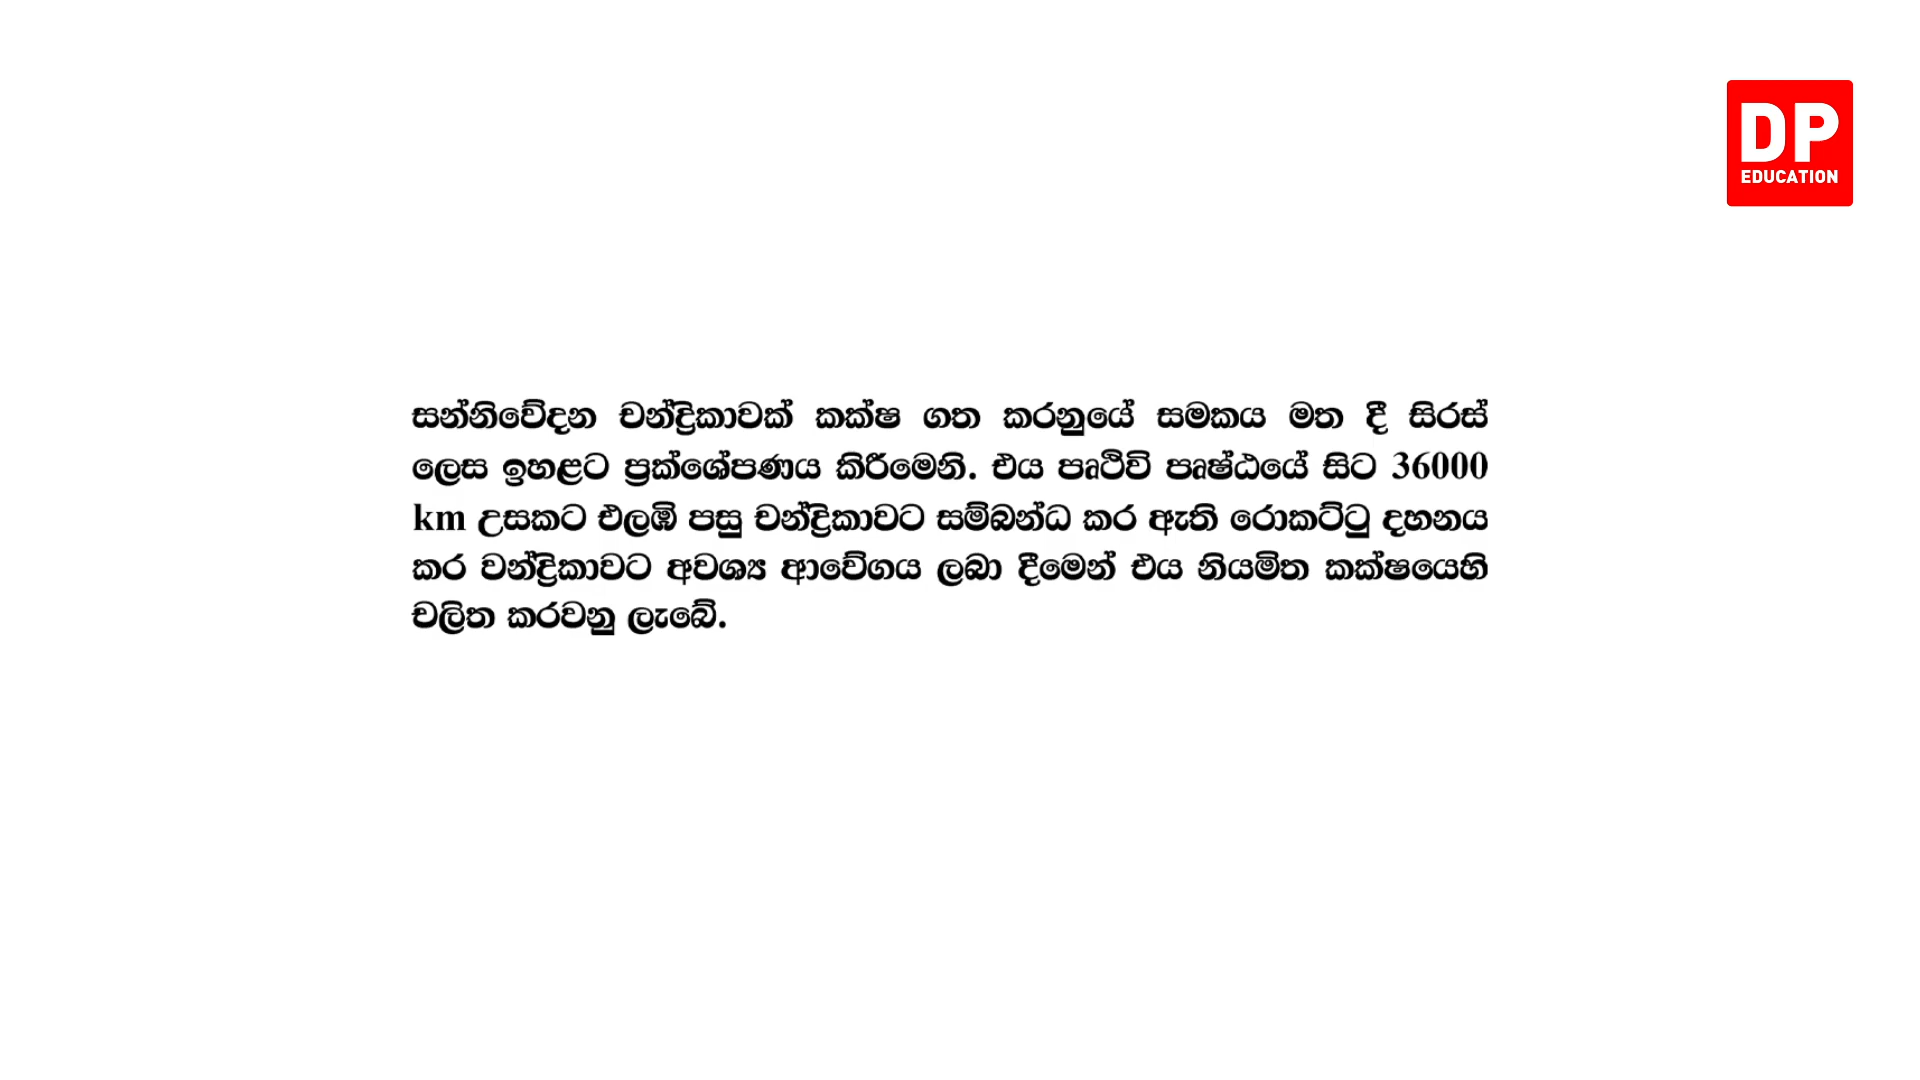 DP
EDUCATION
සන්නිවේදන චන්ද්‍රිකාවක් කක්ෂ ගත කරනුයේ සමකය මත දී සිරස්
ලෙස ඉහළට ප්‍රක්ශේපණය කිරීමෙනි. එය පෘථිවි පෘෂ්ඨයේ සිට 36000
km උසකට එලඹි පසු චන්ද්‍රිකාවට සම්බන්ධ කර ඇති රොකට්ටු දහනය
කර වන්ද්‍රිකාවට අවශ්‍ය ආවේගය ලබා දීමෙන් එය නියමිත කක්ෂයෙහි
චලිත කරවනු ලැබේ.